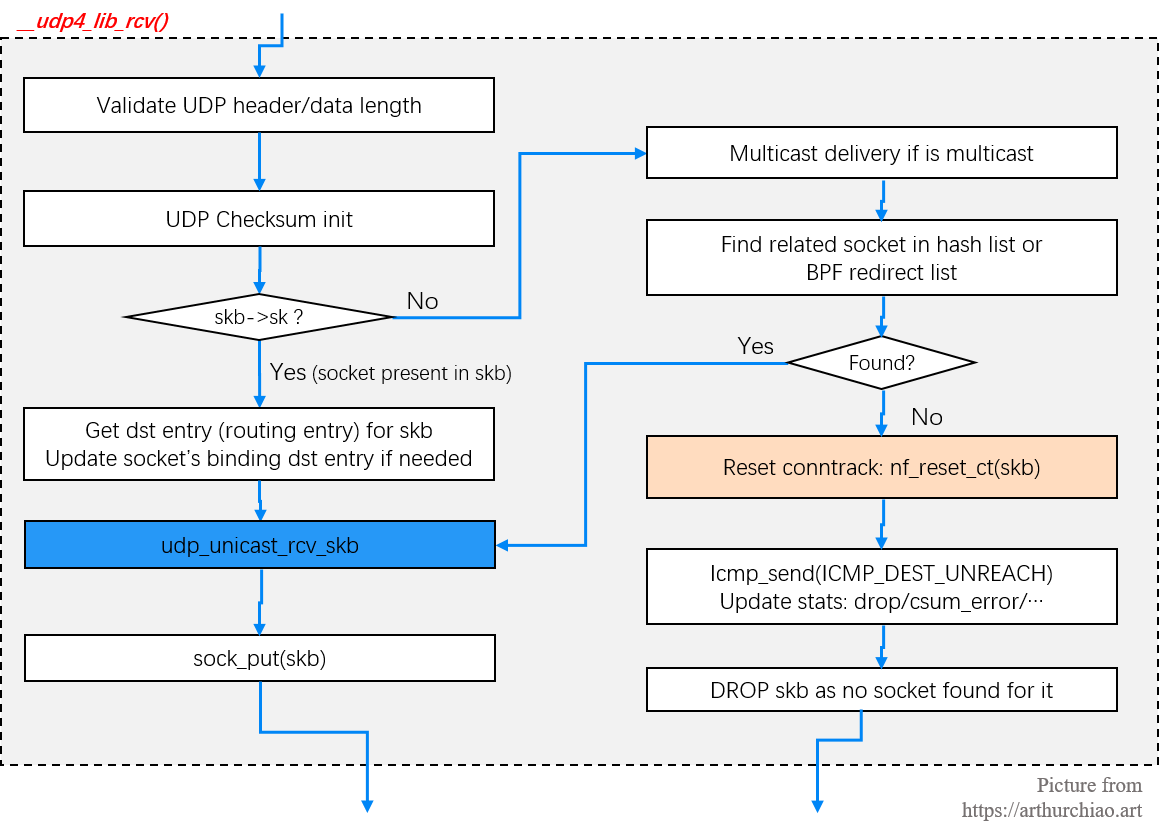 __udp4_lib_rcv()
Validate UDP header/data length
UDP Checksum init
skb->sk ?
No
Yes (socket present in skb)
Get dst entry (routing entry) for skb
Update socket's binding dst entry if needed
udp_unicast_rcv_skb
sock_put(skb)
Multicast delivery if is multicast
Find related socket in hash list or
BPF redirect list
Found?
Yes
No
Reset conntrack: nf_reset_ct(skb)
Icmp_send(ICMP_DEST_UNREACH)
Update stats: drop/csum_error/…
DROP skb as no socket found for it
Picture from
https://arthurchiao.art